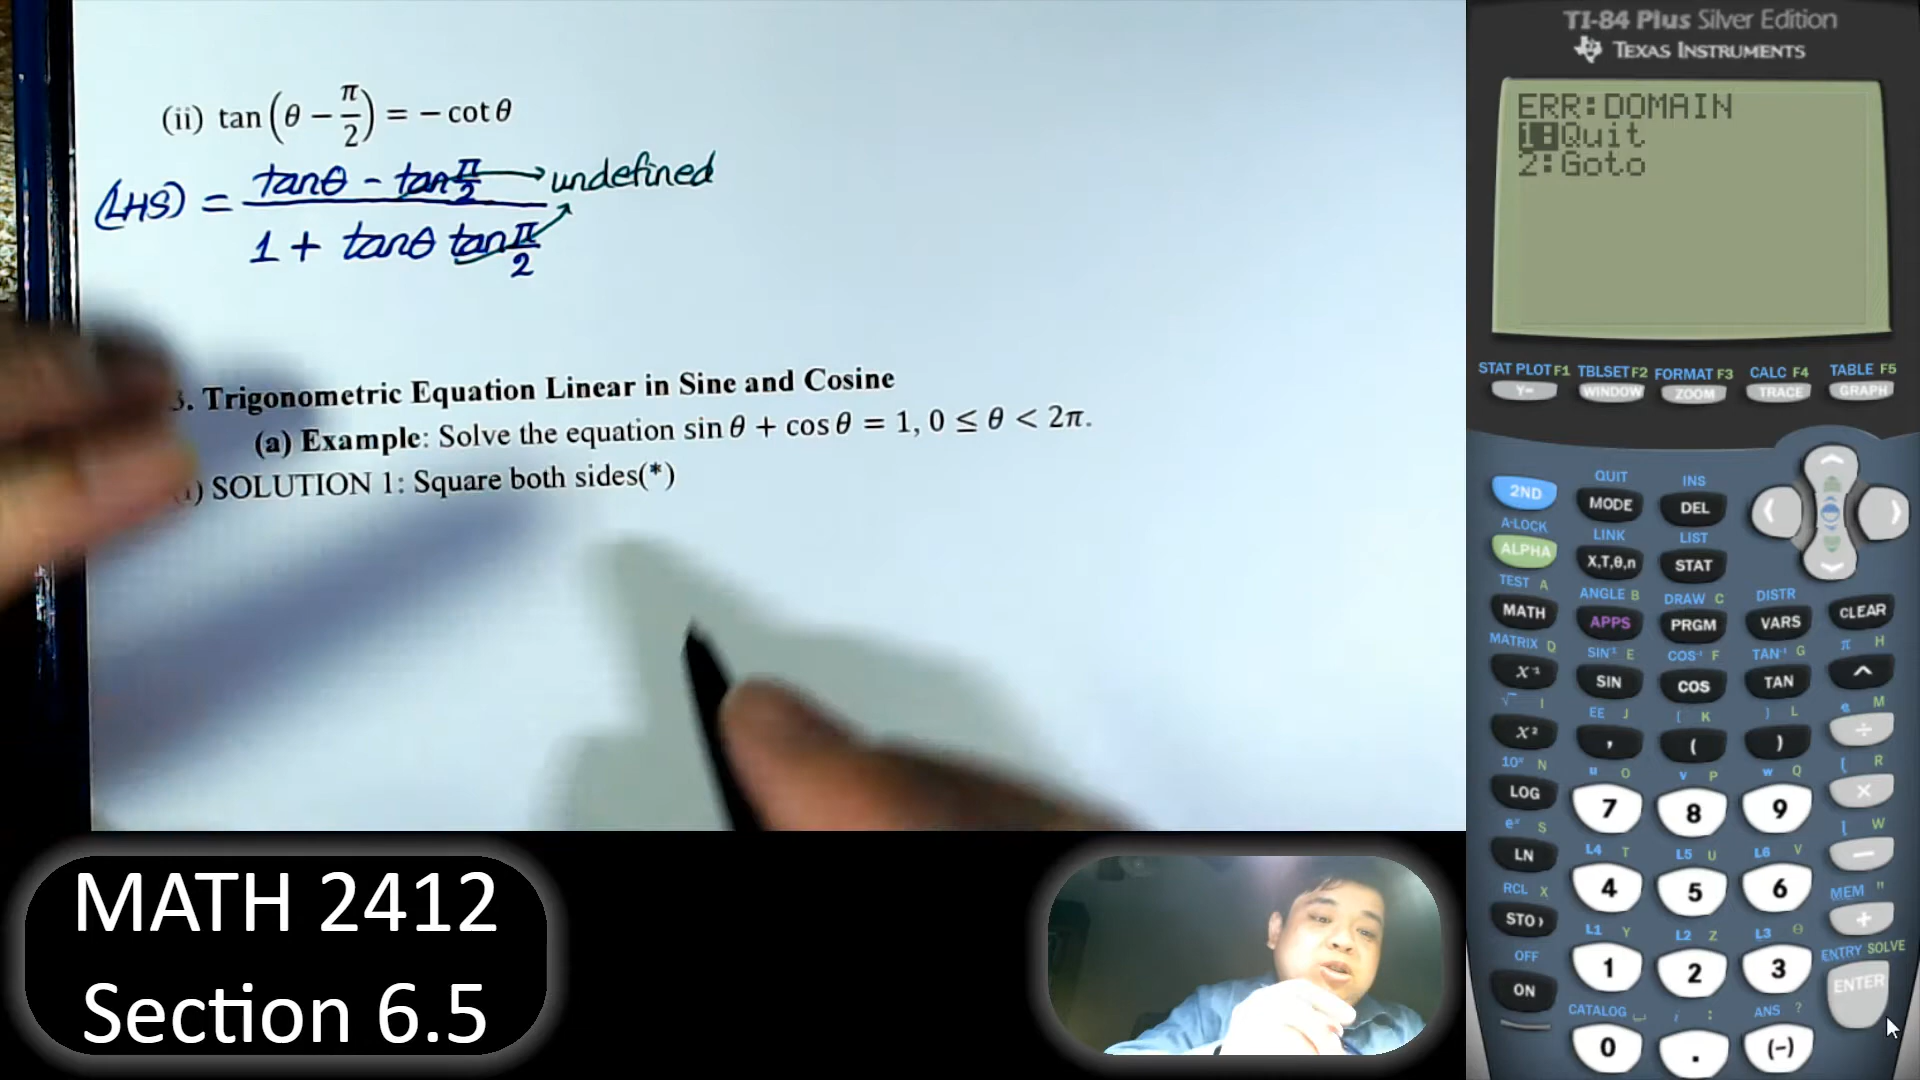 (ii) tan(θ − π/2) = − cot θ
(LHS) = (tanθ − tan π/2) / (1 + tanθ tan π/2) → undefined
3. Trigonometric Equation Linear in Sine and Cosine
(a) Example: Solve the equation sin θ + cos θ = 1, 0 ≤ θ < 2π.
(i) SOLUTION 1: Square both sides(*)
MATH 2412
Section 6.5
TI-84 Plus Silver Edition
TEXAS INSTRUMENTS
ERR:DOMAIN
1:Quit
2:Goto
STAT PLOT F1 TBLSET F2 FORMAT F3 CALC F4 TABLE F5
Y= WINDOW ZOOM TRACE GRAPH
QUIT INS
2ND MODE DEL
A-LOCK LINK LIST
ALPHA X,T,θ,n STAT
TEST A ANGLE B DRAW C DISTR
MATH APPS PRGM VARS CLEAR
MATRIX D SIN⁻¹ E COS⁻¹ F TAN⁻¹ G π H
X⁻¹ SIN COS TAN ^
√ I EE J { K } L e M
X² , ( ) ÷
10ˣ N u O v P w Q [ R
LOG 7 8 9 ×
eˣ S L4 T L5 U L6 V ] W
LN 4 5 6 −
RCL X L1 Y L2 Z L3 θ MEM "
STO› 1 2 3 +
OFF CATALOG i : ANS ? ENTRY SOLVE
ON 0 . (−) ENTER